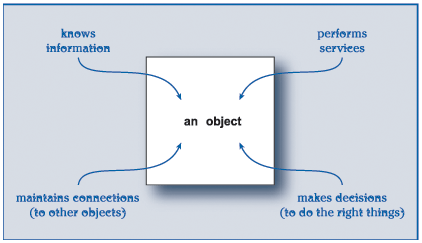 knows
information
performs
services
an object
maintains connections
(to other objects)
makes decisions
(to do the right things)